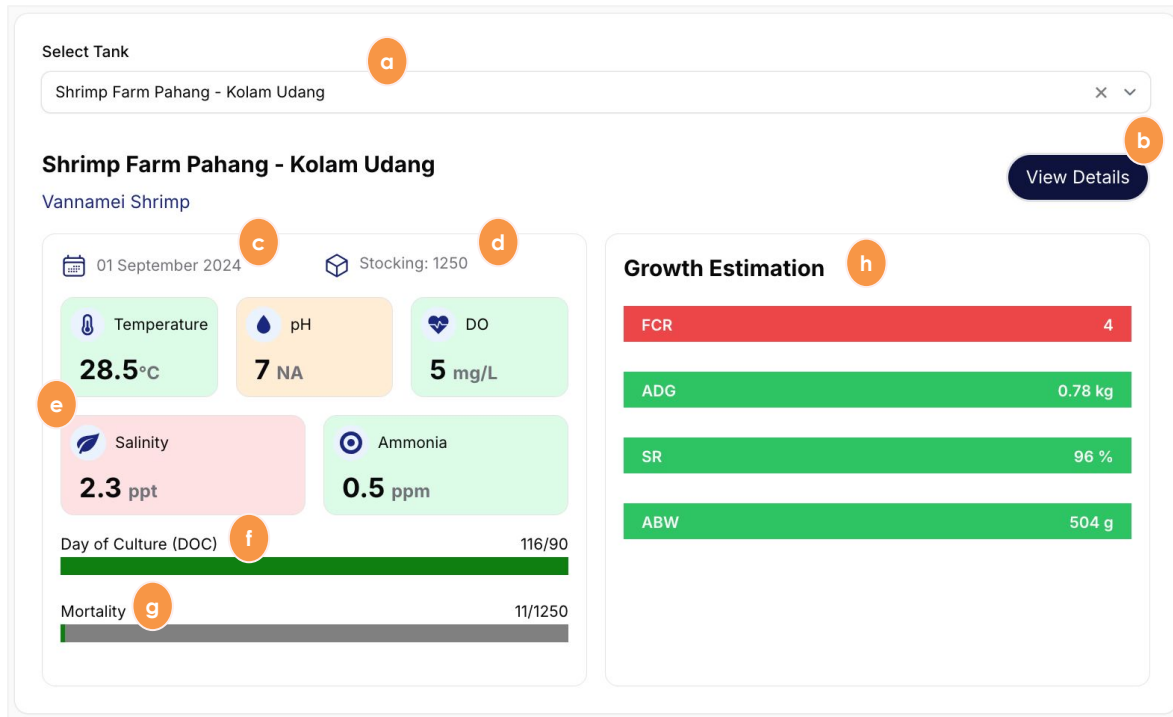 Select Tank
a
Shrimp Farm Pahang - Kolam Udang
b
Shrimp Farm Pahang - Kolam Udang
View Details
Vannamei Shrimp
c
d
01 September 2024
Stocking: 1250
Temperature
28.5°C
pH
7 NA
DO
5 mg/L
e
Salinity
2.3 ppt
Ammonia
0.5 ppm
Day of Culture (DOC)
f
116/90
Mortality
g
11/1250
Growth Estimation
h
FCR 4
ADG 0.78 kg
SR 96 %
ABW 504 g